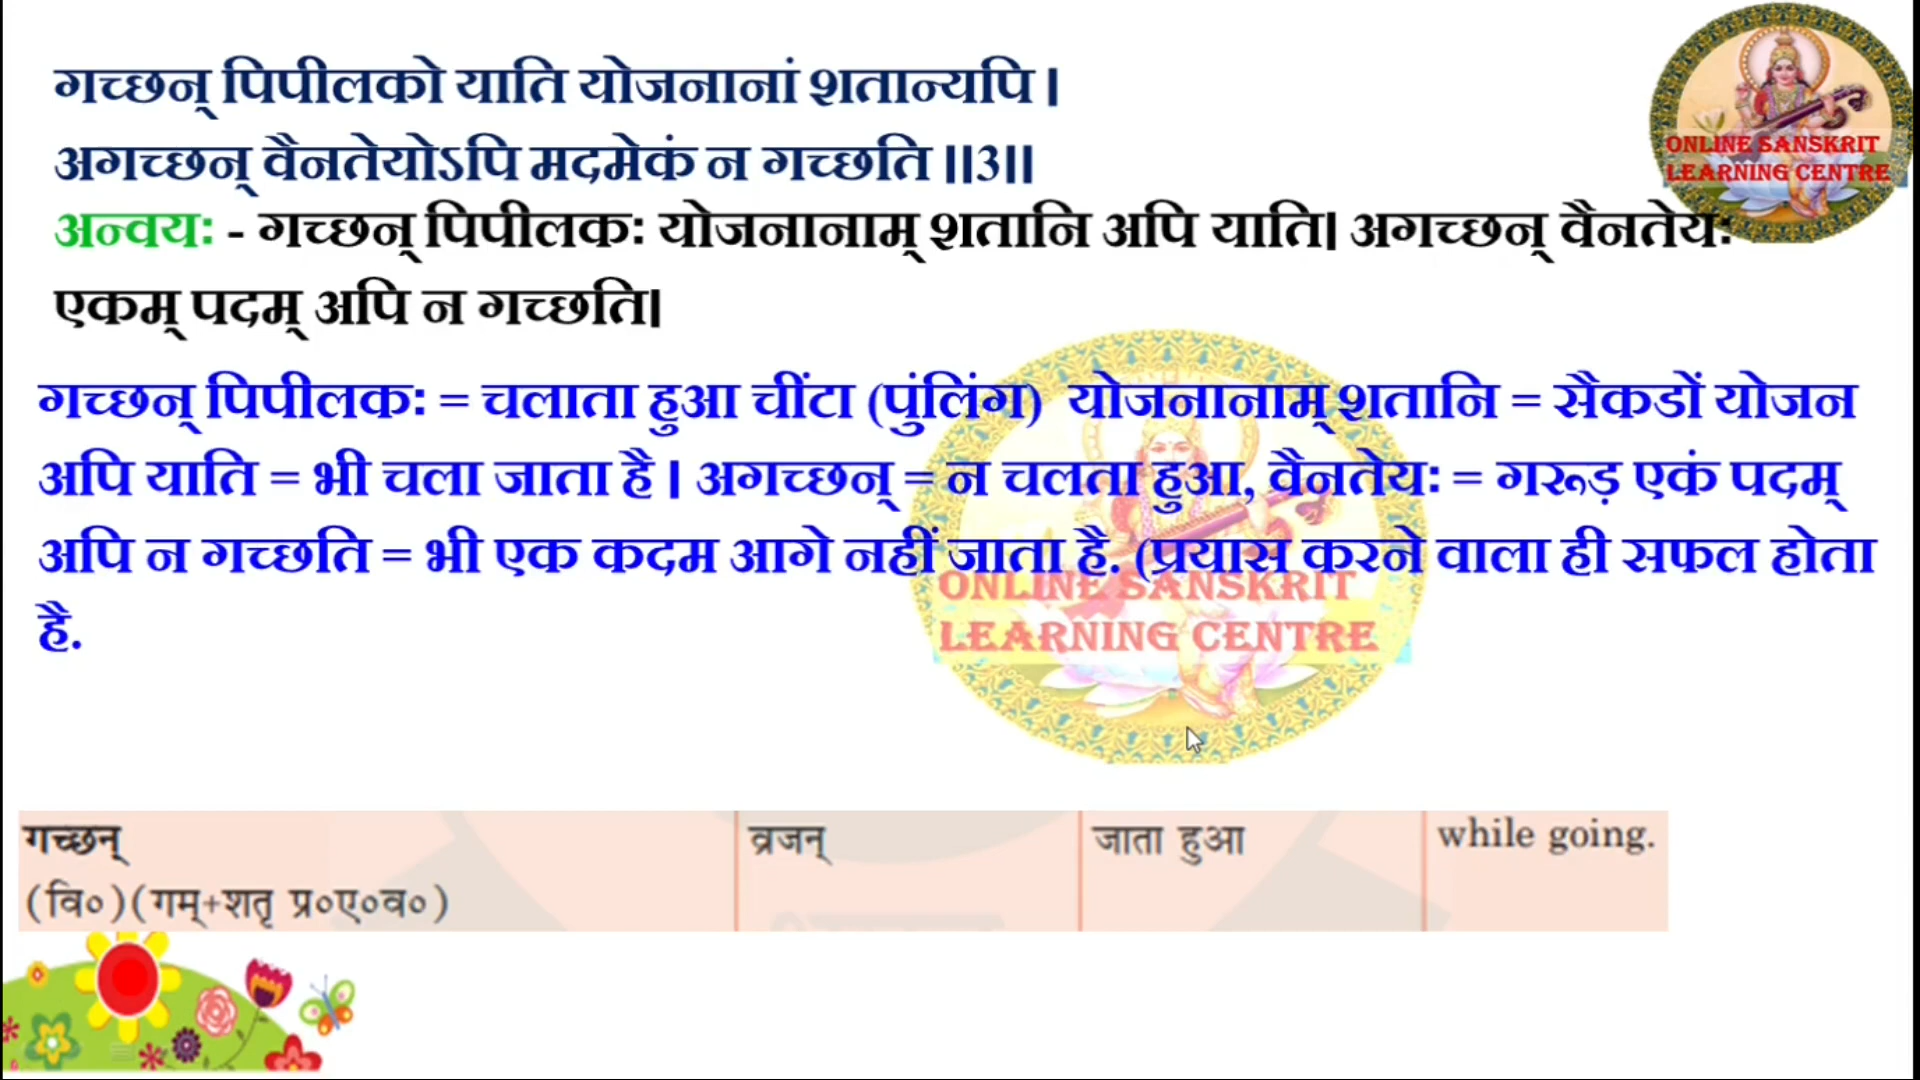 गच्छन् पिपीलको याति योजनानां शतान्यपि ।
अगच्छन् वैनतेयोऽपि मदमेकं न गच्छति ।।3।।
ONLINE SANSKRIT
LEARNING CENTRE
अन्वयः - गच्छन् पिपीलकः योजनानाम् शतानि अपि याति। अगच्छन् वैनतेयः
एकम् पदम् अपि न गच्छति।
गच्छन् पिपीलकः = चलाता हुआ चींटा (पुंलिंग) योजनानाम् शतानि = सैकडों योजन
अपि याति = भी चला जाता है । अगच्छन् = न चलता हुआ, वैनतेयः = गरूड़ एकं पदम्
अपि न गच्छति = भी एक कदम आगे नहीं जाता है. (प्रयास करने वाला ही सफल होता
है.
ONLINE SANSKRIT
LEARNING CENTRE
गच्छन् व्रजन् जाता हुआ while going.
(वि०)(गम्+शतृ प्र०ए०व०)